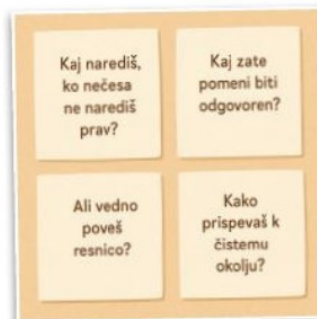 Kaj narediš,
ko nečesa
ne narediš
prav?
Kaj zate
pomeni biti
odgovoren?
Ali vedno
poveš
resnico?
Kako
prispevaš k
čistemu
okolju?